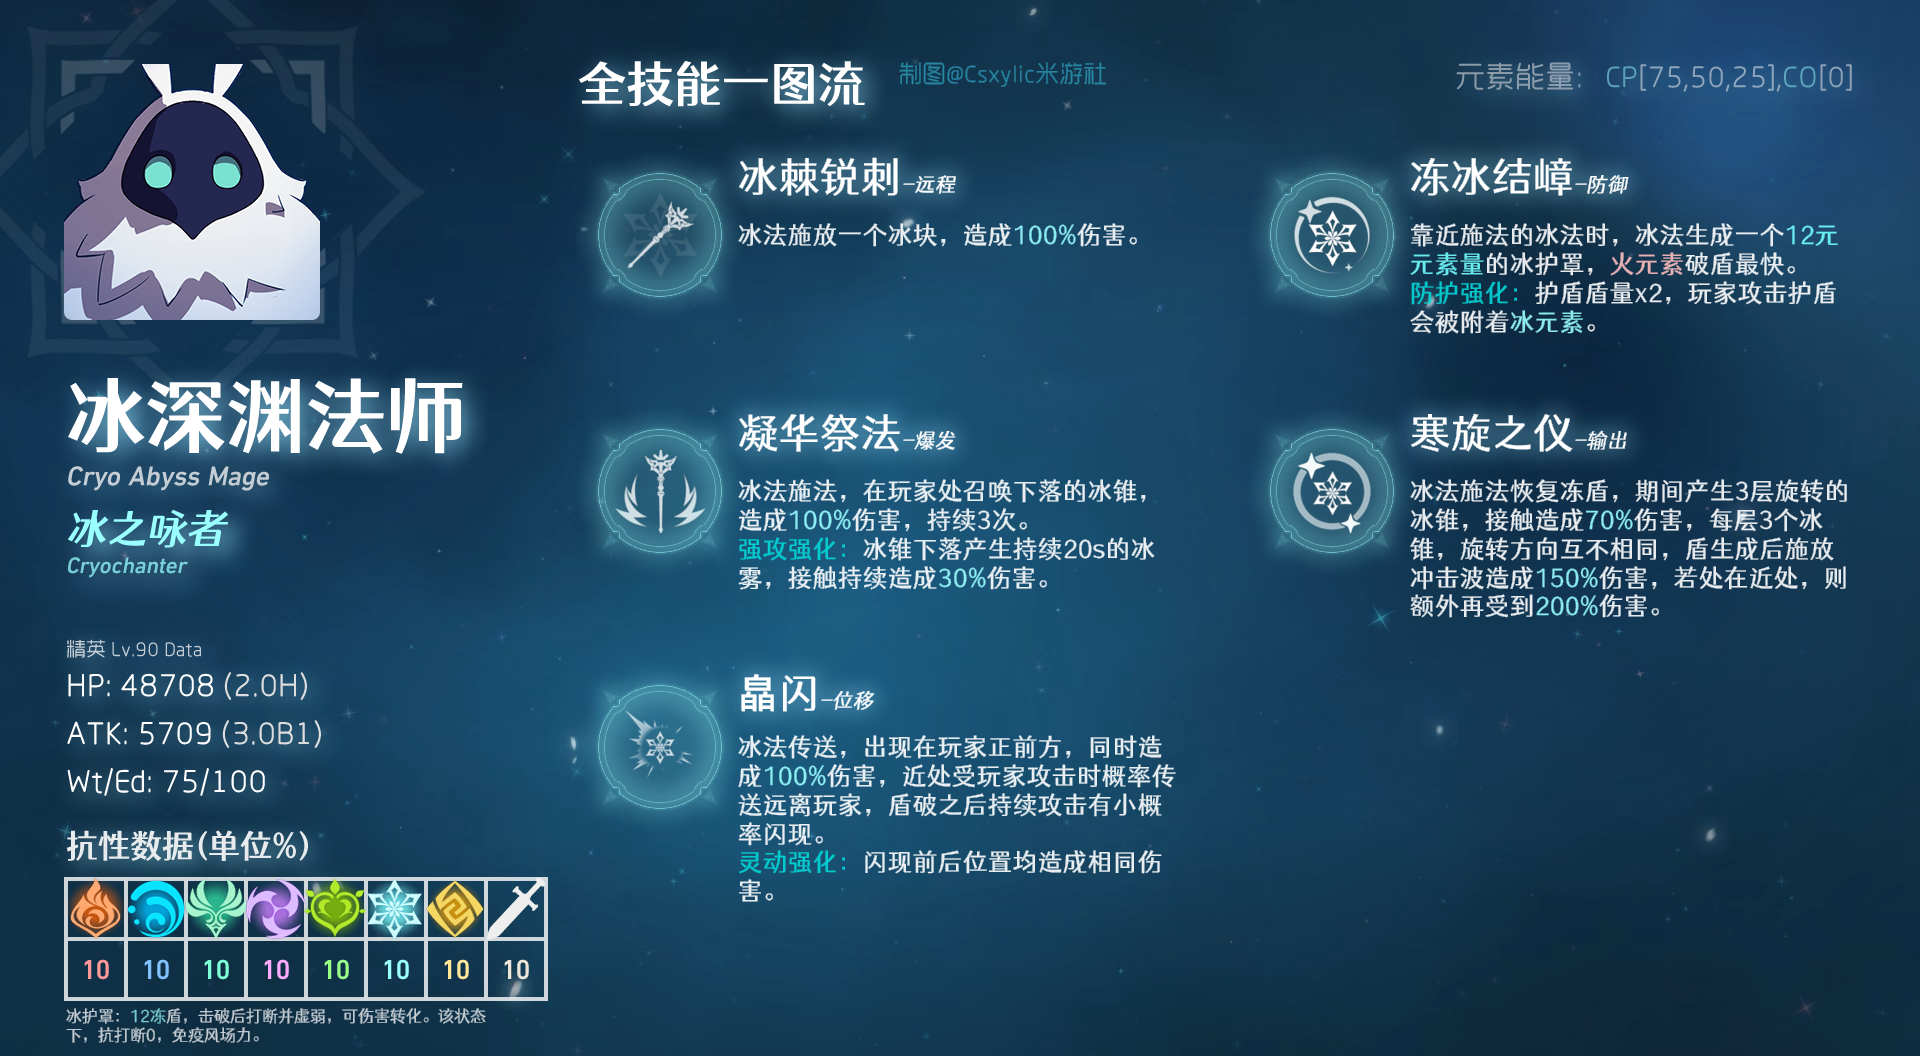 全技能一图流
制图@Csxylic米游社
元素能量： CP[75,50,25],CO[0]
冰深渊法师
Cryo Abyss Mage
冰之咏者
Cryochanter
精英 Lv.90 Data
HP: 48708 (2.0H)
ATK: 5709 (3.0B1)
Wt/Ed: 75/100
抗性数据(单位%)
10 10 10 10 10 10 10 10
冰护罩：12冻盾，击破后打断并虚弱，可伤害转化。该状态
下，抗打断0，免疫风场力。
冰棘锐刺-远程
冰法施放一个冰块，造成100%伤害。
凝华祭法-爆发
冰法施法，在玩家处召唤下落的冰锥，
造成100%伤害，持续3次。
强攻强化：冰锥下落产生持续20s的冰
雾，接触持续造成30%伤害。
皛闪-位移
冰法传送，出现在玩家正前方，同时造
成100%伤害，近处受玩家攻击时概率传
送远离玩家，盾破之后持续攻击有小概
率闪现。
灵动强化：闪现前后位置均造成相同伤
害。
冻冰结嶂-防御
靠近施法的冰法时，冰法生成一个12元
元素量的冰护罩，火元素破盾最快。
防护强化：护盾盾量x2，玩家攻击护盾
会被附着冰元素。
寒旋之仪-输出
冰法施法恢复冻盾，期间产生3层旋转的
冰锥，接触造成70%伤害，每层3个冰
锥，旋转方向互不相同，盾生成后施放
冲击波造成150%伤害，若处在近处，则
额外再受到200%伤害。